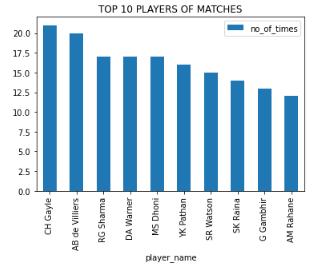 TOP 10 PLAYERS OF MATCHES
no_of_times
20.0
17.5
15.0
12.5
10.0
7.5
5.0
2.5
0.0
CH Gayle
AB de Villiers
RG Sharma
DA Warner
MS Dhoni
YK Pathan
SR Watson
SK Raina
G Gambhir
AM Rahane
player_name